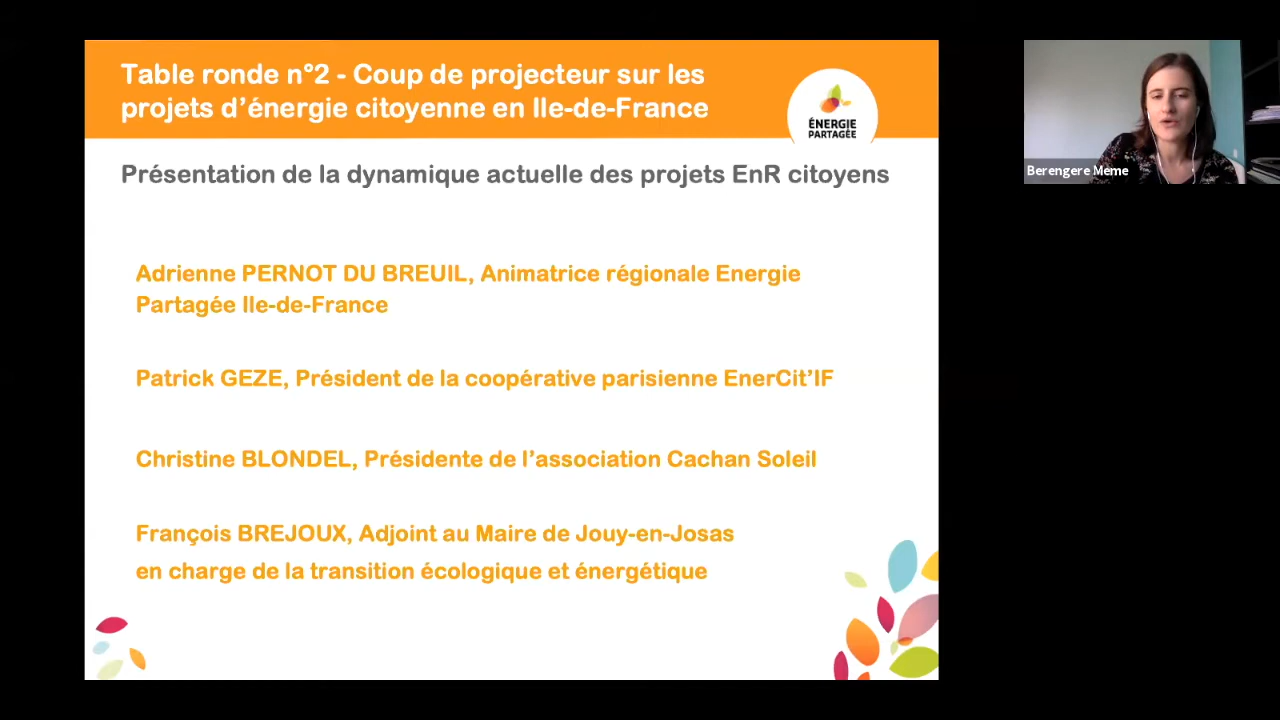 Table ronde n°2 - Coup de projecteur sur les
projets d’énergie citoyenne en Ile-de-France
ÉNERGIE
PARTAGÉE
Présentation de la dynamique actuelle des projets EnR citoyens
Adrienne PERNOT DU BREUIL, Animatrice régionale Energie
Partagée Ile-de-France
Patrick GEZE, Président de la coopérative parisienne EnerCit’IF
Christine BLONDEL, Présidente de l’association Cachan Soleil
François BREJOUX, Adjoint au Maire de Jouy-en-Josas
en charge de la transition écologique et énergétique
Berengere Meme